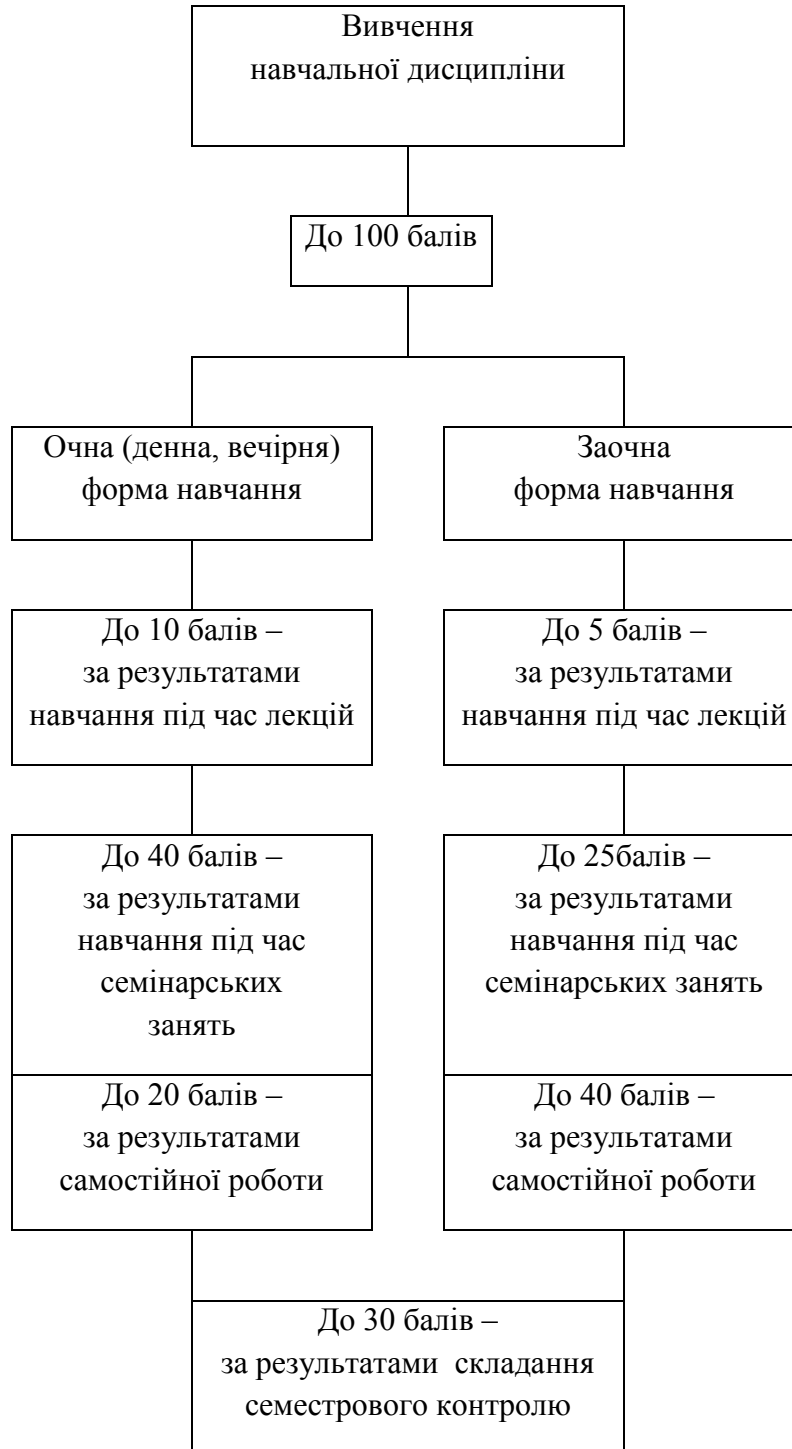 Вивчення
навчальної дисципліни
До 100 балів
Очна (денна, вечірня)
форма навчання
Заочна
форма навчання
До 10 балів –
за результатами
навчання під час лекцій
До 5 балів –
за результатами
навчання під час лекцій
До 40 балів –
за результатами
навчання під час
семінарських
занять
До 25балів –
за результатами
навчання під час
семінарських занять
До 20 балів –
за результатами
самостійної роботи
До 40 балів –
за результатами
самостійної роботи
До 30 балів –
за результатами складання
семестрового контролю